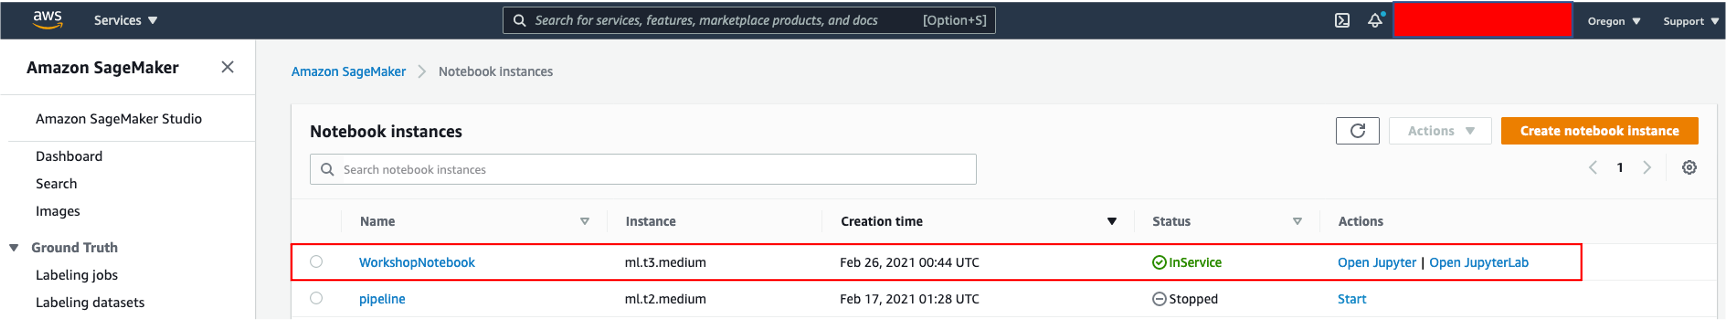 aws Services Search for services, features, marketplace products, and docs [Option+S] Oregon Support
Amazon SageMaker
Amazon SageMaker Studio
Dashboard
Search
Images
Ground Truth
Labeling jobs
Labeling datasets
Amazon SageMaker Notebook instances
Notebook instances Actions Create notebook instance
Search notebook instances 1
Name Instance Creation time Status Actions
WorkshopNotebook ml.t3.medium Feb 26, 2021 00:44 UTC InService Open Jupyter | Open JupyterLab
pipeline ml.t2.medium Feb 17, 2021 01:28 UTC Stopped Start